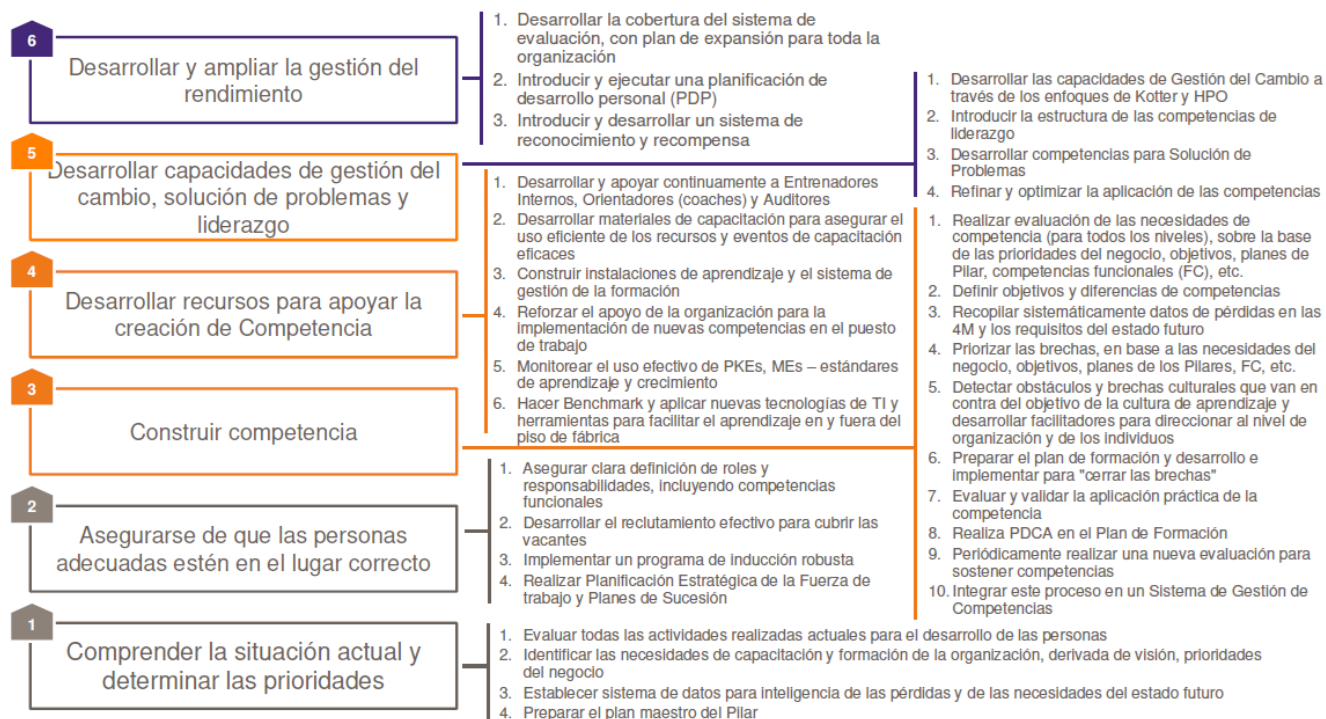 6
Desarrollar y ampliar la gestión del
rendimiento
1. Desarrollar la cobertura del sistema de
evaluación, con plan de expansión para toda la
organización
2. Introducir y ejecutar una planificación de
desarrollo personal (PDP)
3. Introducir y desarrollar un sistema de
reconocimiento y recompensa
5
Desarrollar capacidades de gestión del
cambio, solución de problemas y
liderazgo
1. Desarrollar las capacidades de Gestión del Cambio a
través de los enfoques de Kotter y HPO
2. Introducir la estructura de las competencias de
liderazgo
3. Desarrollar competencias para Solución de
Problemas
4. Refinar y optimizar la aplicación de las competencias
4
Desarrollar recursos para apoyar la
creación de Competencia
1. Desarrollar y apoyar continuamente a Entrenadores
Internos, Orientadores (coaches) y Auditores
2. Desarrollar materiales de capacitación para asegurar el
uso eficiente de los recursos y eventos de capacitación
eficaces
3. Construir instalaciones de aprendizaje y el sistema de
gestión de la formación
4. Reforzar el apoyo de la organización para la
implementación de nuevas competencias en el puesto
de trabajo
5. Monitorear el uso efectivo de PKEs, MEs – estándares
de aprendizaje y crecimiento
6. Hacer Benchmark y aplicar nuevas tecnologías de TI y
herramientas para facilitar el aprendizaje en y fuera del
piso de fábrica
3
Construir competencia
1. Realizar evaluación de las necesidades de
competencia (para todos los niveles), sobre la base
de las prioridades del negocio, objetivos, planes de
Pilar, competencias funcionales (FC), etc.
2. Definir objetivos y diferencias de competencias
3. Recopilar sistemáticamente datos de pérdidas en las
4M y los requisitos del estado futuro
4. Priorizar las brechas, en base a las necesidades del
negocio, objetivos, planes de los Pilares, FC, etc.
5. Detectar obstáculos y brechas culturales que van en
contra del objetivo de la cultura de aprendizaje y
desarrollar facilitadores para direccionar al nivel de
organización y de los individuos
6. Preparar el plan de formación y desarrollo e
implementar para "cerrar las brechas"
7. Evaluar y validar la aplicación práctica de la
competencia
8. Realiza PDCA en el Plan de Formación
9. Periódicamente realizar una nueva evaluación para
sostener competencias
10. Integrar este proceso en un Sistema de Gestión de
Competencias
2
Asegurarse de que las personas
adecuadas estén en el lugar correcto
1. Asegurar clara definición de roles y
responsabilidades, incluyendo competencias
funcionales
2. Desarrollar el reclutamiento efectivo para cubrir las
vacantes
3. Implementar un programa de inducción robusta
4. Realizar Planificación Estratégica de la Fuerza de
trabajo y Planes de Sucesión
1
Comprender la situación actual y
determinar las prioridades
1. Evaluar todas las actividades realizadas actuales para el desarrollo de las personas
2. Identificar las necesidades de capacitación y formación de la organización, derivada de visión, prioridades
del negocio
3. Establecer sistema de datos para inteligencia de las pérdidas y de las necesidades del estado futuro
4. Preparar el plan maestro del Pilar